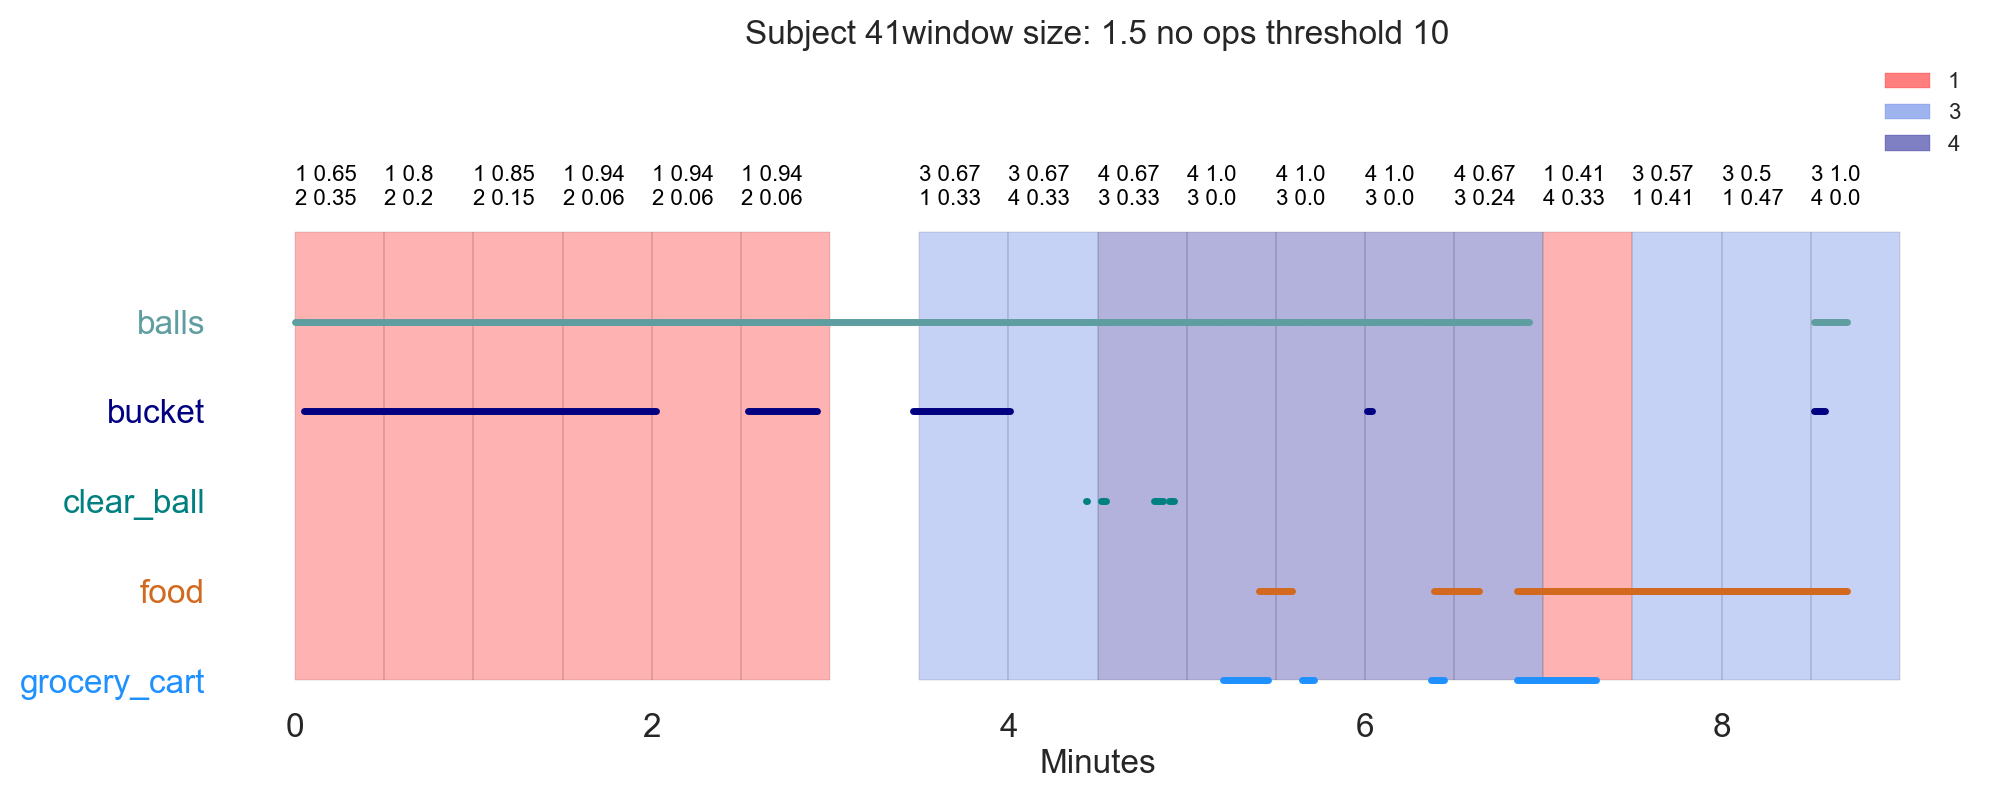 Subject 41window size: 1.5 no ops threshold 10
1
3
4
1 0.65 1 0.8 1 0.85 1 0.94 1 0.94 1 0.94 3 0.67 3 0.67 4 0.67 4 1.0 4 1.0 4 1.0 4 0.67 1 0.41 3 0.57 3 0.5 3 1.0
2 0.35 2 0.2 2 0.15 2 0.06 2 0.06 2 0.06 1 0.33 4 0.33 3 0.33 3 0.0 3 0.0 3 0.0 3 0.24 4 0.33 1 0.41 1 0.47 4 0.0
balls
bucket
clear_ball
food
grocery_cart
0 2 4 6 8
Minutes